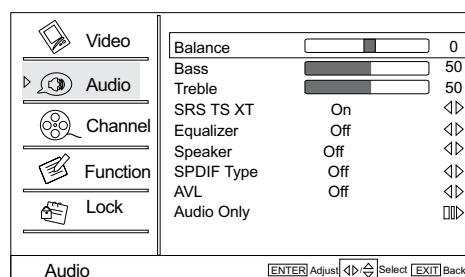 Video
Audio
Channel
Function
Lock
Balance 0
Bass 50
Treble 50
SRS TS XT On
Equalizer Off
Speaker Off
SPDIF Type Off
AVL Off
Audio Only
Audio
ENTER Adjust / Select EXIT Back